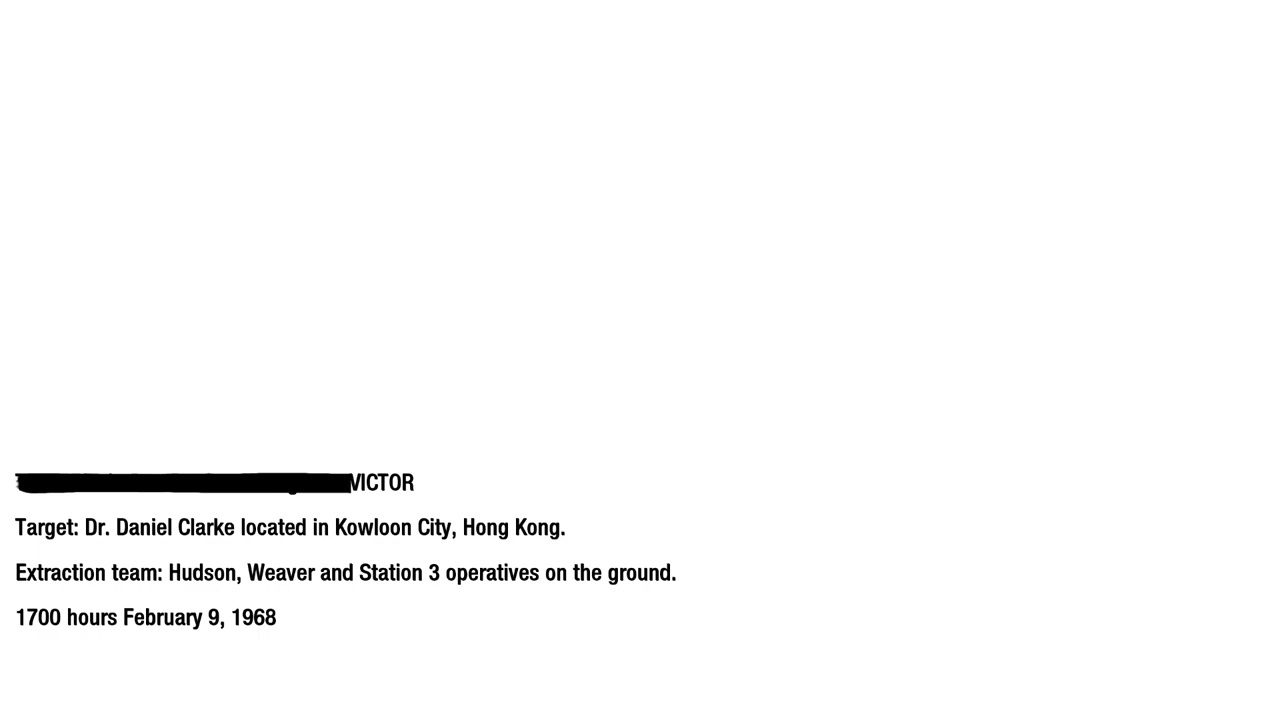 VICTOR
Target: Dr. Daniel Clarke located in Kowloon City, Hong Kong.
Extraction team: Hudson, Weaver and Station 3 operatives on the ground.
1700 hours February 9, 1968